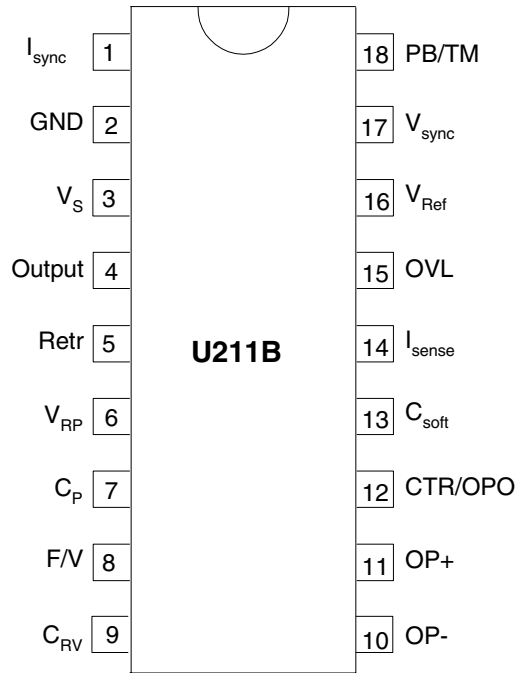 I_sync 1 18 PB/TM
GND 2 17 V_sync
V_S 3 16 V_Ref
Output 4 15 OVL
Retr 5 U211B 14 I_sense
V_RP 6 13 C_soft
C_P 7 12 CTR/OPO
F/V 8 11 OP+
C_RV 9 10 OP-